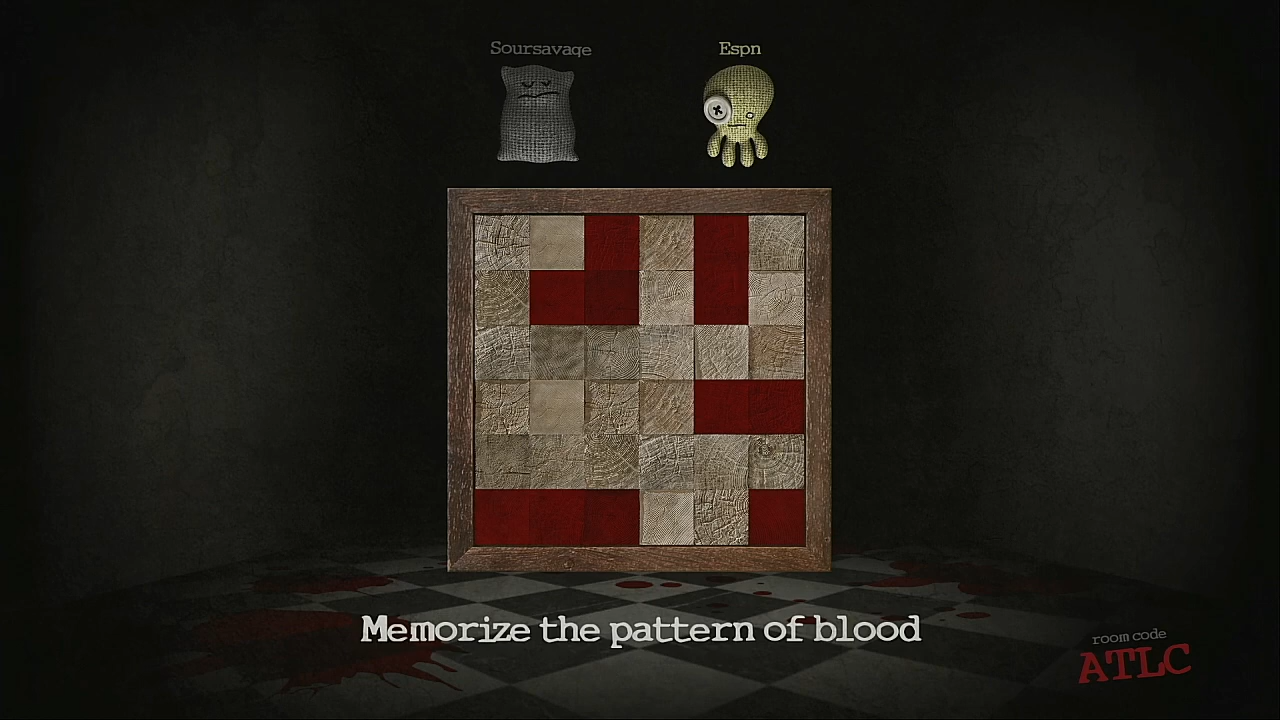 Soursavage
Espn
Memorize the pattern of blood
room code
ATLC